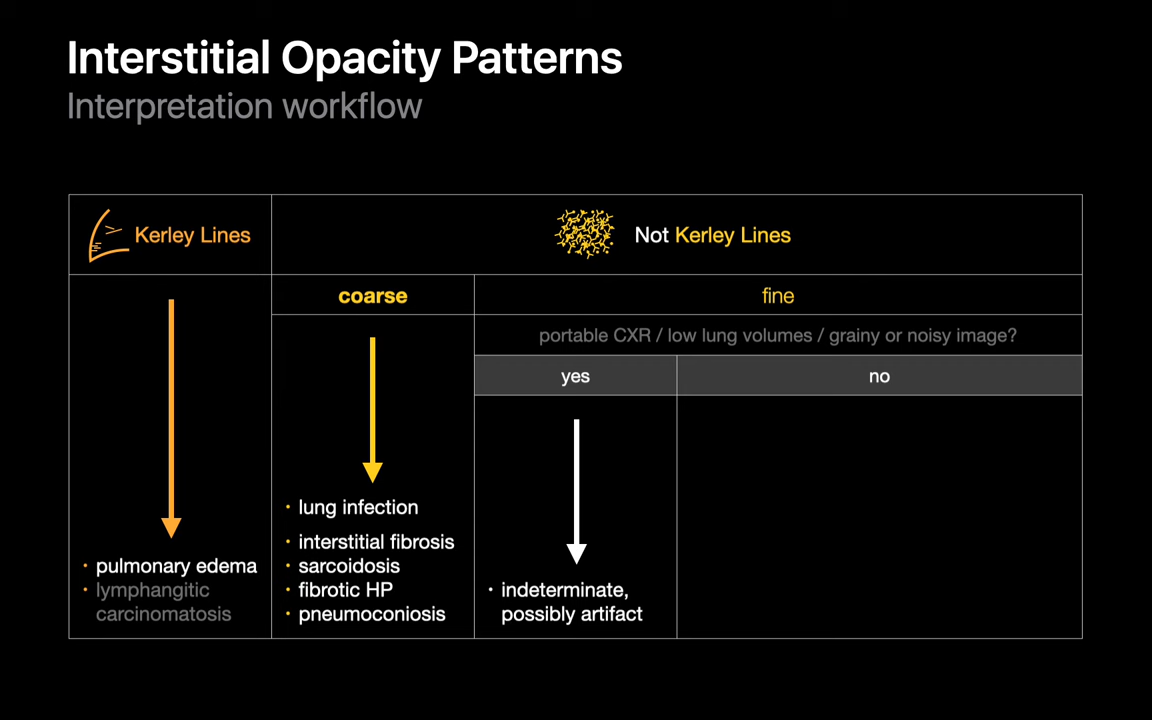 Interstitial Opacity Patterns
Interpretation workflow
Kerley Lines
Not Kerley Lines
coarse
fine
portable CXR / low lung volumes / grainy or noisy image?
yes
no
· lung infection
· interstitial fibrosis
· sarcoidosis
· fibrotic HP
· pneumoconiosis
· pulmonary edema
· lymphangitic
carcinomatosis
· indeterminate,
possibly artifact